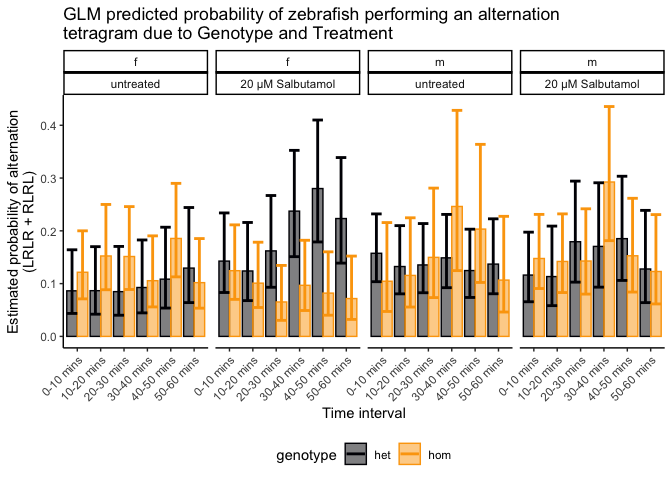 GLM predicted probability of zebrafish performing an alternation
tetragram due to Genotype and Treatment
f
f
m
m
untreated
20 µM Salbutamol
untreated
20 µM Salbutamol
Estimated probability of alternation
(LRLR + RLRL)
0.4
0.3
0.2
0.1
0.0
0-10 mins
10-20 mins
20-30 mins
30-40 mins
40-50 mins
50-60 mins
0-10 mins
10-20 mins
20-30 mins
30-40 mins
40-50 mins
50-60 mins
0-10 mins
10-20 mins
20-30 mins
30-40 mins
40-50 mins
50-60 mins
0-10 mins
10-20 mins
20-30 mins
30-40 mins
40-50 mins
50-60 mins
Time interval
genotype
het
hom